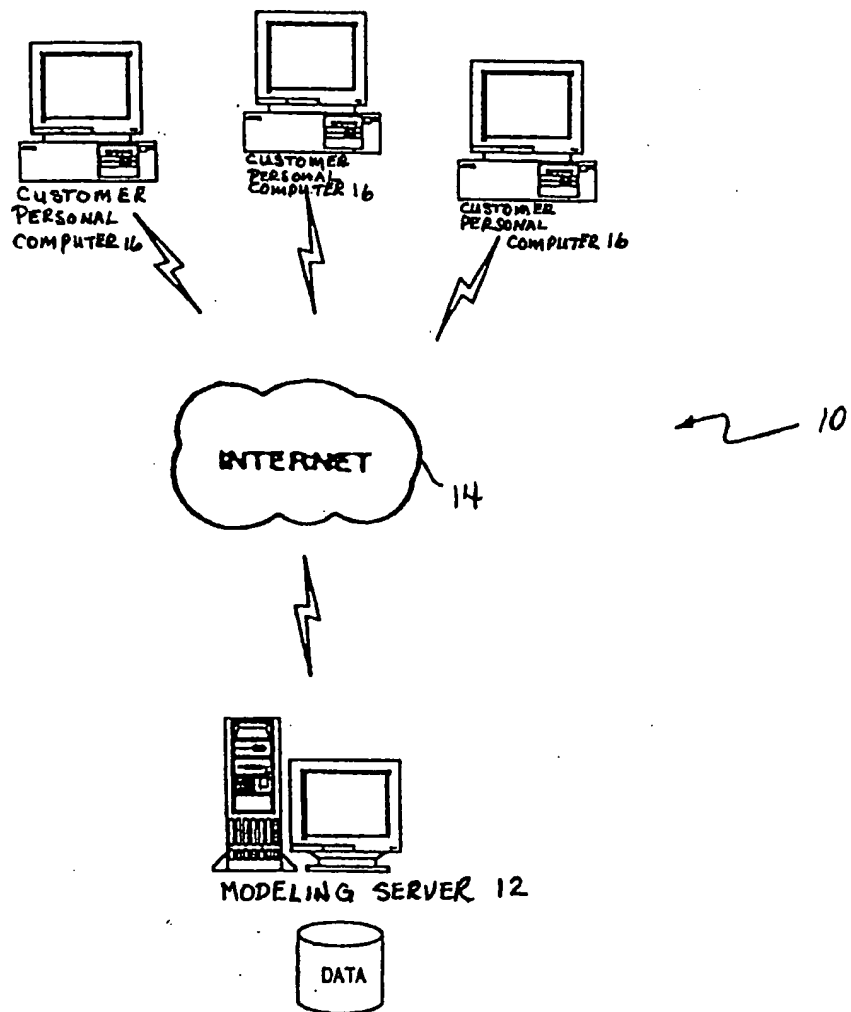 CUSTOMER
PERSONAL
COMPUTER 16
CUSTOMER
PERSONAL
COMPUTER 16
CUSTOMER
PERSONAL
COMPUTER 16
INTERNET
14
10
MODELING SERVER 12
DATA